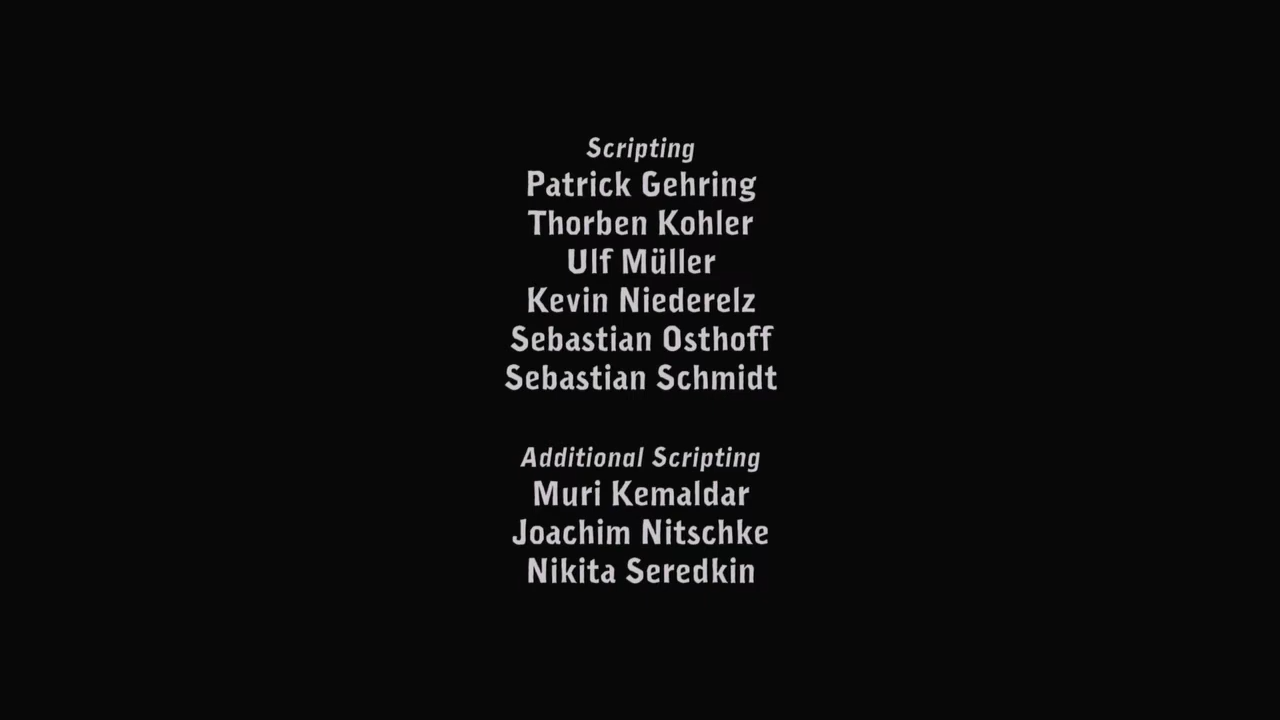 Scripting
Patrick Gehring
Thorben Kohler
Ulf Müller
Kevin Niederelz
Sebastian Osthoff
Sebastian Schmidt
Additional Scripting
Muri Kemaldar
Joachim Nitschke
Nikita Seredkin